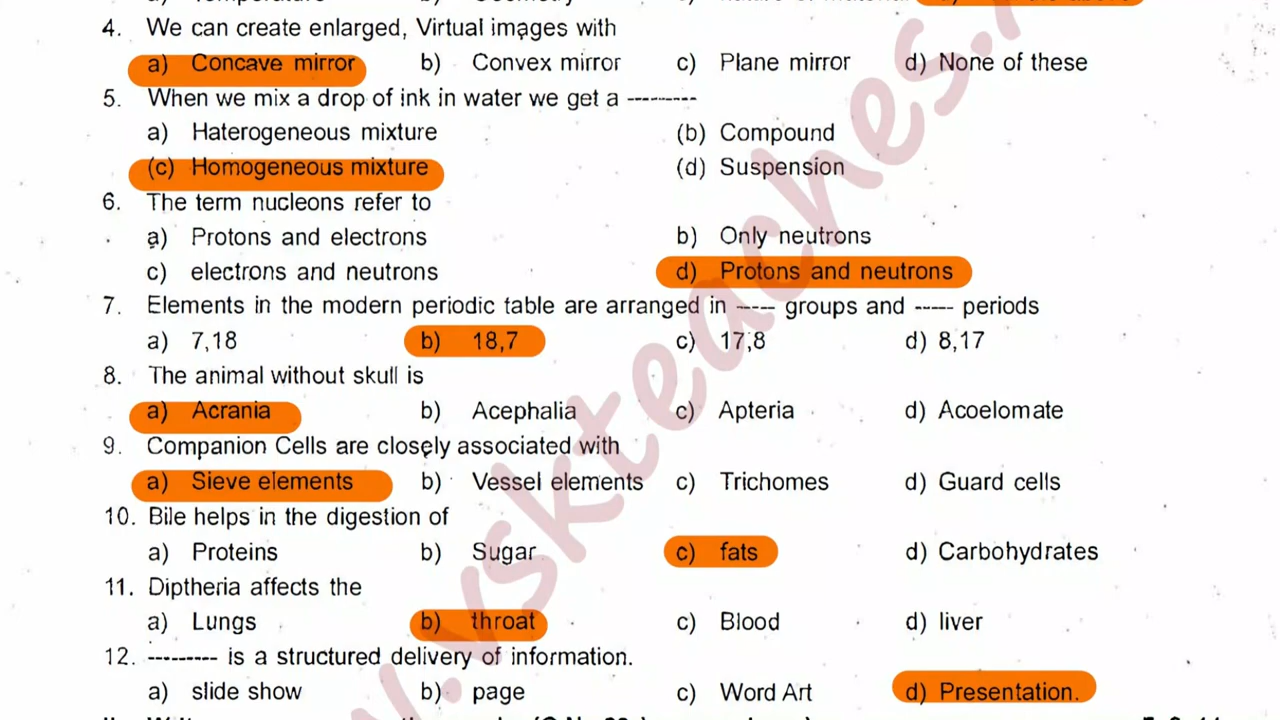 a) Temperature b) Geometry c)
4. We can create enlarged, Virtual images with
a) Concave mirror b) Convex mirror c) Plane mirror d) None of these
5. When we mix a drop of ink in water we get a ---------
a) Haterogeneous mixture (b) Compound
(c) Homogeneous mixture (d) Suspension
6. The term nucleons refer to
a) Protons and electrons b) Only neutrons
c) electrons and neutrons d) Protons and neutrons
7. Elements in the modern periodic table are arranged in ----- groups and ----- periods
a) 7,18 b) 18,7 c) 17,8 d) 8,17
8. The animal without skull is
a) Acrania b) Acephalia c) Apteria d) Acoelomate
9. Companion Cells are closely associated with
a) Sieve elements b) Vessel elements c) Trichomes d) Guard cells
10. Bile helps in the digestion of
a) Proteins b) Sugar c) fats d) Carbohydrates
11. Diptheria affects the
a) Lungs b) throat c) Blood d) liver
12. --------- is a structured delivery of information.
a) slide show b) page c) Word Art d) Presentation.
.vskteaches.